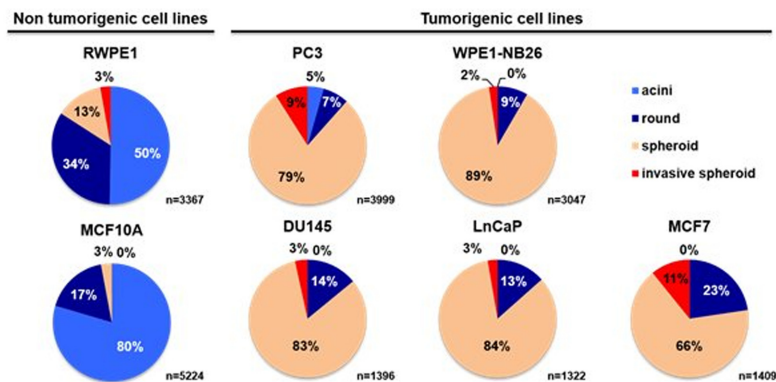 Non tumorigenic cell lines
Tumorigenic cell lines
RWPE1
3%
13%
34%
50%
n=3367
PC3
5%
9%
7%
79%
n=3999
WPE1-NB26
2%
0%
9%
89%
n=3047
acini
round
spheroid
invasive spheroid
MCF10A
3%
0%
17%
80%
n=5224
DU145
3%
0%
14%
83%
n=1396
LnCaP
3%
0%
13%
84%
n=1322
MCF7
0%
11%
23%
66%
n=1409